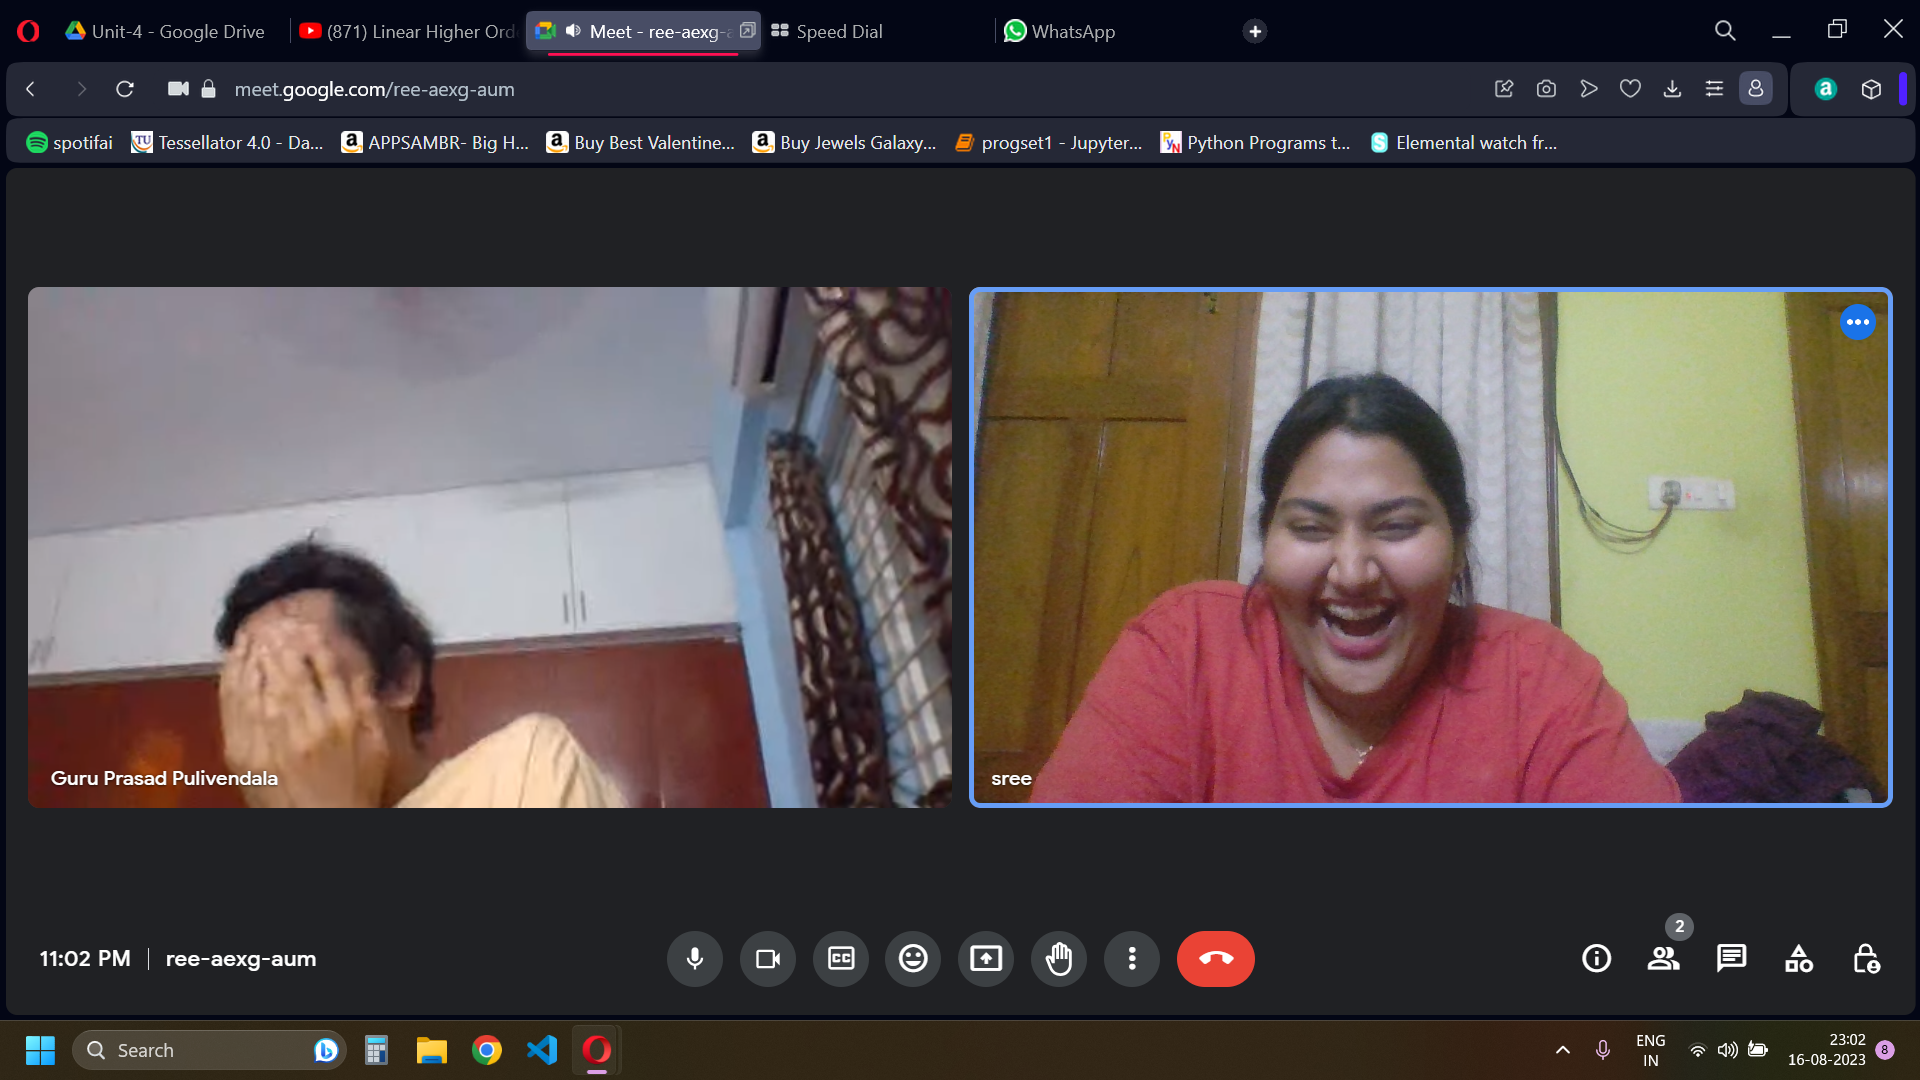 Unit-4 - Google Drive
(871) Linear Higher Ord
Meet - ree-aexg-a
Speed Dial
WhatsApp
meet.google.com/ree-aexg-aum
a
spotifai
TU
Tessellator 4.0 - Da...
a
APPSAMBR- Big H...
a
Buy Best Valentine...
a
Buy Jewels Galaxy...
progset1 - Jupyter...
Python Programs t...
S
Elemental watch fr...
Guru Prasad Pulivendala
sree
11:02 PM
ree-aexg-aum
CC
2
Search
ENG
IN
23:02
16-08-2023
8